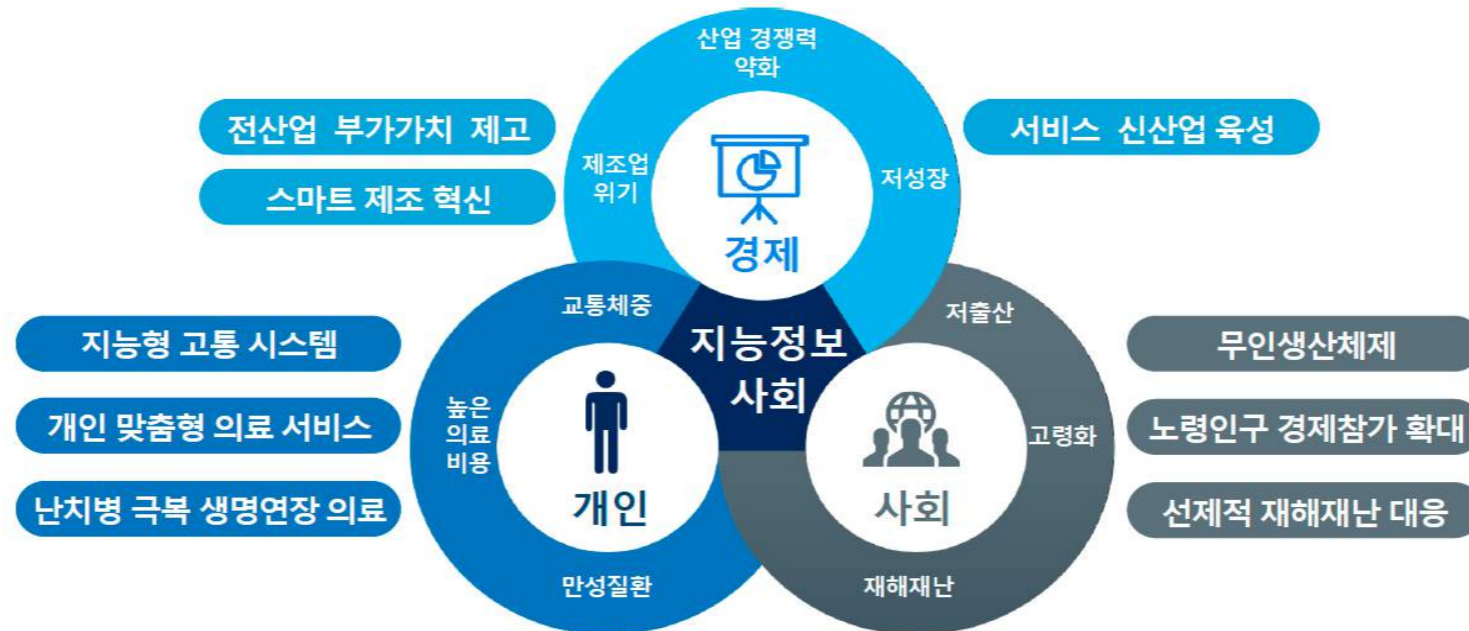 산업 경쟁력
약화
전산업 부가가치 제고
서비스 신산업 육성
제조업
위기
저성장
스마트 제조 혁신
경제
교통체중
저출산
지능형 고통 시스템
지능정보
사회
무인생산체제
높은
의료
비용
개인 맞춤형 의료 서비스
고령화
노령인구 경제참가 확대
난치병 극복 생명연장 의료
개인
사회
선제적 재해재난 대응
만성질환
재해재난